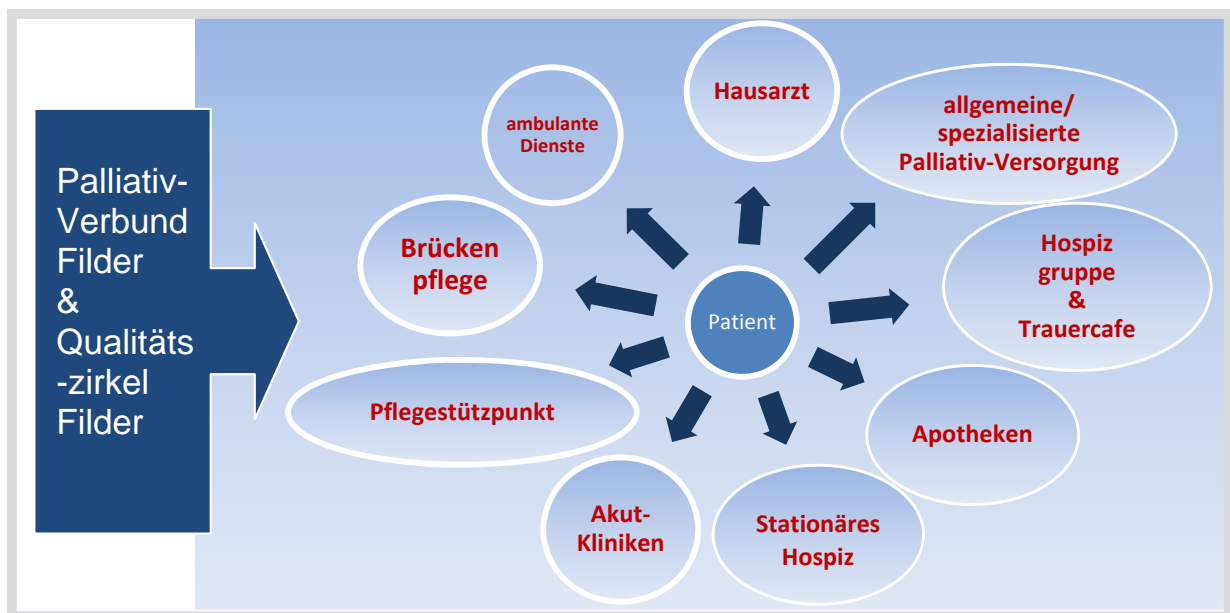 Palliativ-
Verbund
Filder
&
Qualitäts
-zirkel
Filder
Hausarzt
allgemeine/
spezialisierte
Palliativ-Versorgung
ambulante
Dienste
Brücken
pflege
Hospiz
gruppe
&
Trauercafe
Patient
Pflegestützpunkt
Apotheken
Akut-
Kliniken
Stationäres
Hospiz